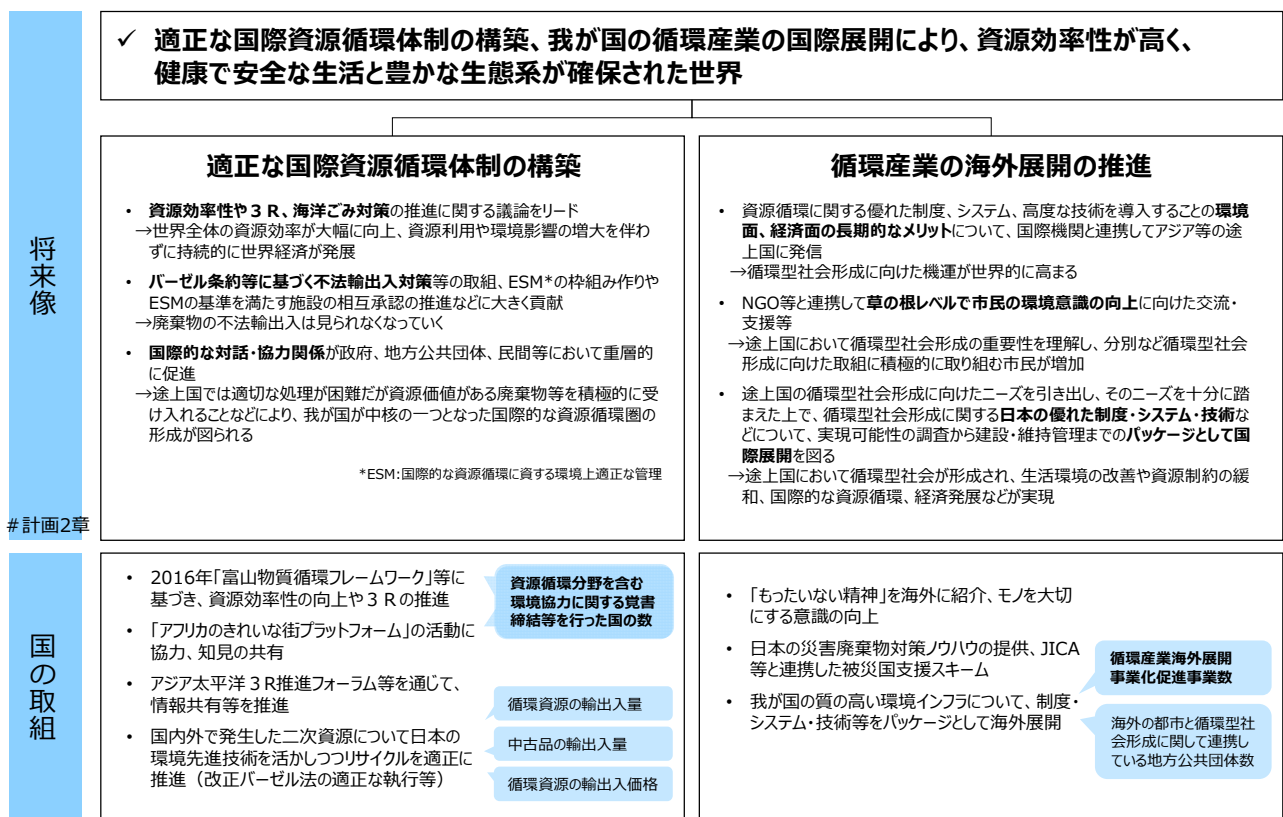 ✓ 適正な国際資源循環体制の構築、我が国の循環産業の国際展開により、資源効率性が高く、
健康で安全な生活と豊かな生態系が確保された世界
将来像
#計画2章
適正な国際資源循環体制の構築
• 資源効率性や３Ｒ、海洋ごみ対策の推進に関する議論をリード
→世界全体の資源効率が大幅に向上、資源利用や環境影響の増大を伴わ
ずに持続的に世界経済が発展
• バーゼル条約等に基づく不法輸出入対策等の取組、ESM*の枠組み作りや
ESMの基準を満たす施設の相互承認の推進などに大きく貢献
→廃棄物の不法輸出入は見られなくなっていく
• 国際的な対話・協力関係が政府、地方公共団体、民間等において重層的
に促進
→途上国では適切な処理が困難だが資源価値がある廃棄物等を積極的に受
け入れることなどにより、我が国が中核の一つとなった国際的な資源循環圏の
形成が図られる
*ESM:国際的な資源循環に資する環境上適正な管理
循環産業の海外展開の推進
• 資源循環に関する優れた制度、システム、高度な技術を導入することの環境
面、経済面の長期的なメリットについて、国際機関と連携してアジア等の途
上国に発信
→循環型社会形成に向けた機運が世界的に高まる
• NGO等と連携して草の根レベルで市民の環境意識の向上に向けた交流・
支援等
→途上国において循環型社会形成の重要性を理解し、分別など循環型社会
形成に向けた取組に積極的に取り組む市民が増加
• 途上国の循環型社会形成に向けたニーズを引き出し、そのニーズを十分に踏
まえた上で、循環型社会形成に関する日本の優れた制度・システム・技術な
どについて、実現可能性の調査から建設・維持管理までのパッケージとして国
際展開を図る
→途上国において循環型社会が形成され、生活環境の改善や資源制約の緩
和、国際的な資源循環、経済発展などが実現
国の取組
• 2016年「富山物質循環フレームワーク」等に
基づき、資源効率性の向上や３Ｒの推進
• 「アフリカのきれいな街プラットフォーム」の活動に
協力、知見の共有
• アジア太平洋３R推進フォーラム等を通じて、
情報共有等を推進
• 国内外で発生した二次資源について日本の
環境先進技術を活かしつつリサイクルを適正に
推進（改正バーゼル法の適正な執行等）
資源循環分野を含む
環境協力に関する覚書
締結等を行った国の数
循環資源の輸出入量
中古品の輸出入量
循環資源の輸出入価格
• 「もったいない精神」を海外に紹介、モノを大切
にする意識の向上
• 日本の災害廃棄物対策ノウハウの提供、JICA
等と連携した被災国支援スキーム
• 我が国の質の高い環境インフラについて、制度・
システム・技術等をパッケージとして海外展開
循環産業海外展開
事業化促進事業数
海外の都市と循環型社
会形成に関して連携し
ている地方公共団体数